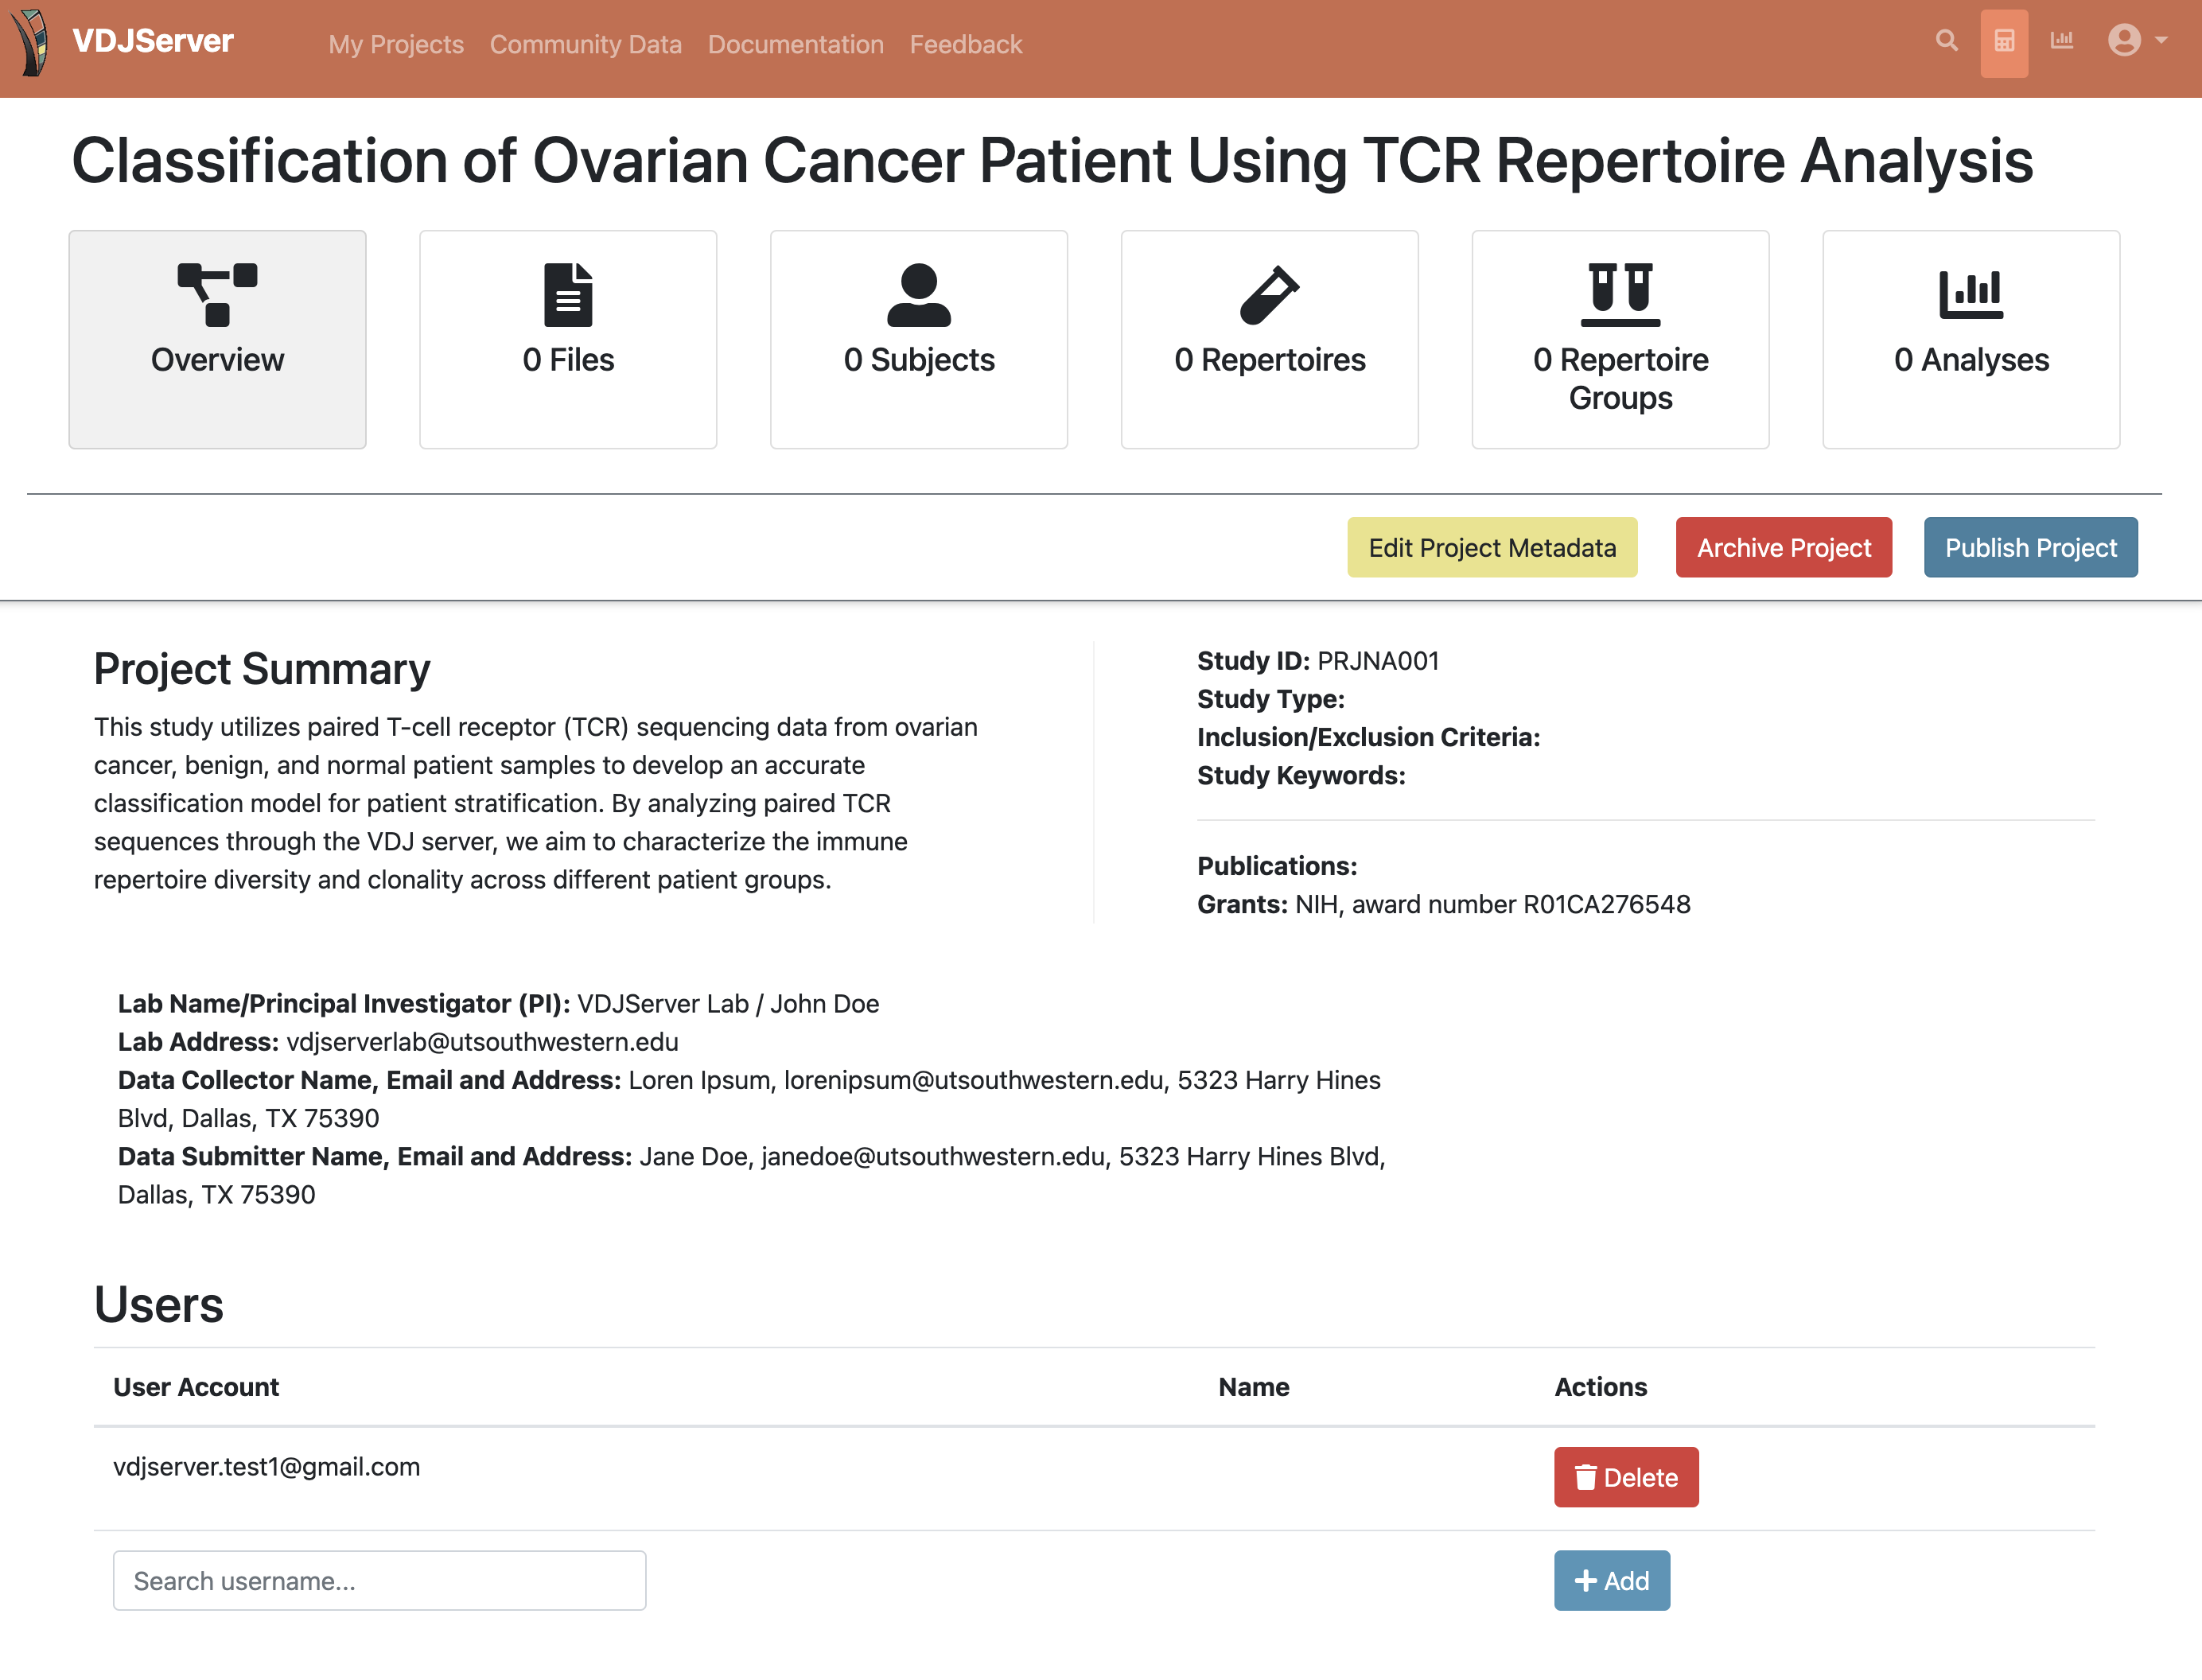 VDJServer
My Projects Community Data Documentation Feedback
Classification of Ovarian Cancer Patient Using TCR Repertoire Analysis
Overview
0 Files
0 Subjects
0 Repertoires
0 Repertoire
Groups
0 Analyses
Edit Project Metadata Archive Project Publish Project
Project Summary
This study utilizes paired T-cell receptor (TCR) sequencing data from ovarian
cancer, benign, and normal patient samples to develop an accurate
classification model for patient stratification. By analyzing paired TCR
sequences through the VDJ server, we aim to characterize the immune
repertoire diversity and clonality across different patient groups.
Study ID: PRJNA001
Study Type:
Inclusion/Exclusion Criteria:
Study Keywords:
Publications:
Grants: NIH, award number R01CA276548
Lab Name/Principal Investigator (PI): VDJServer Lab / John Doe
Lab Address: vdjserverlab@utsouthwestern.edu
Data Collector Name, Email and Address: Loren Ipsum, lorenipsum@utsouthwestern.edu, 5323 Harry Hines
Blvd, Dallas, TX 75390
Data Submitter Name, Email and Address: Jane Doe, janedoe@utsouthwestern.edu, 5323 Harry Hines Blvd,
Dallas, TX 75390
Users
User Account Name Actions
vdjserver.test1@gmail.com Delete
Search username... Add